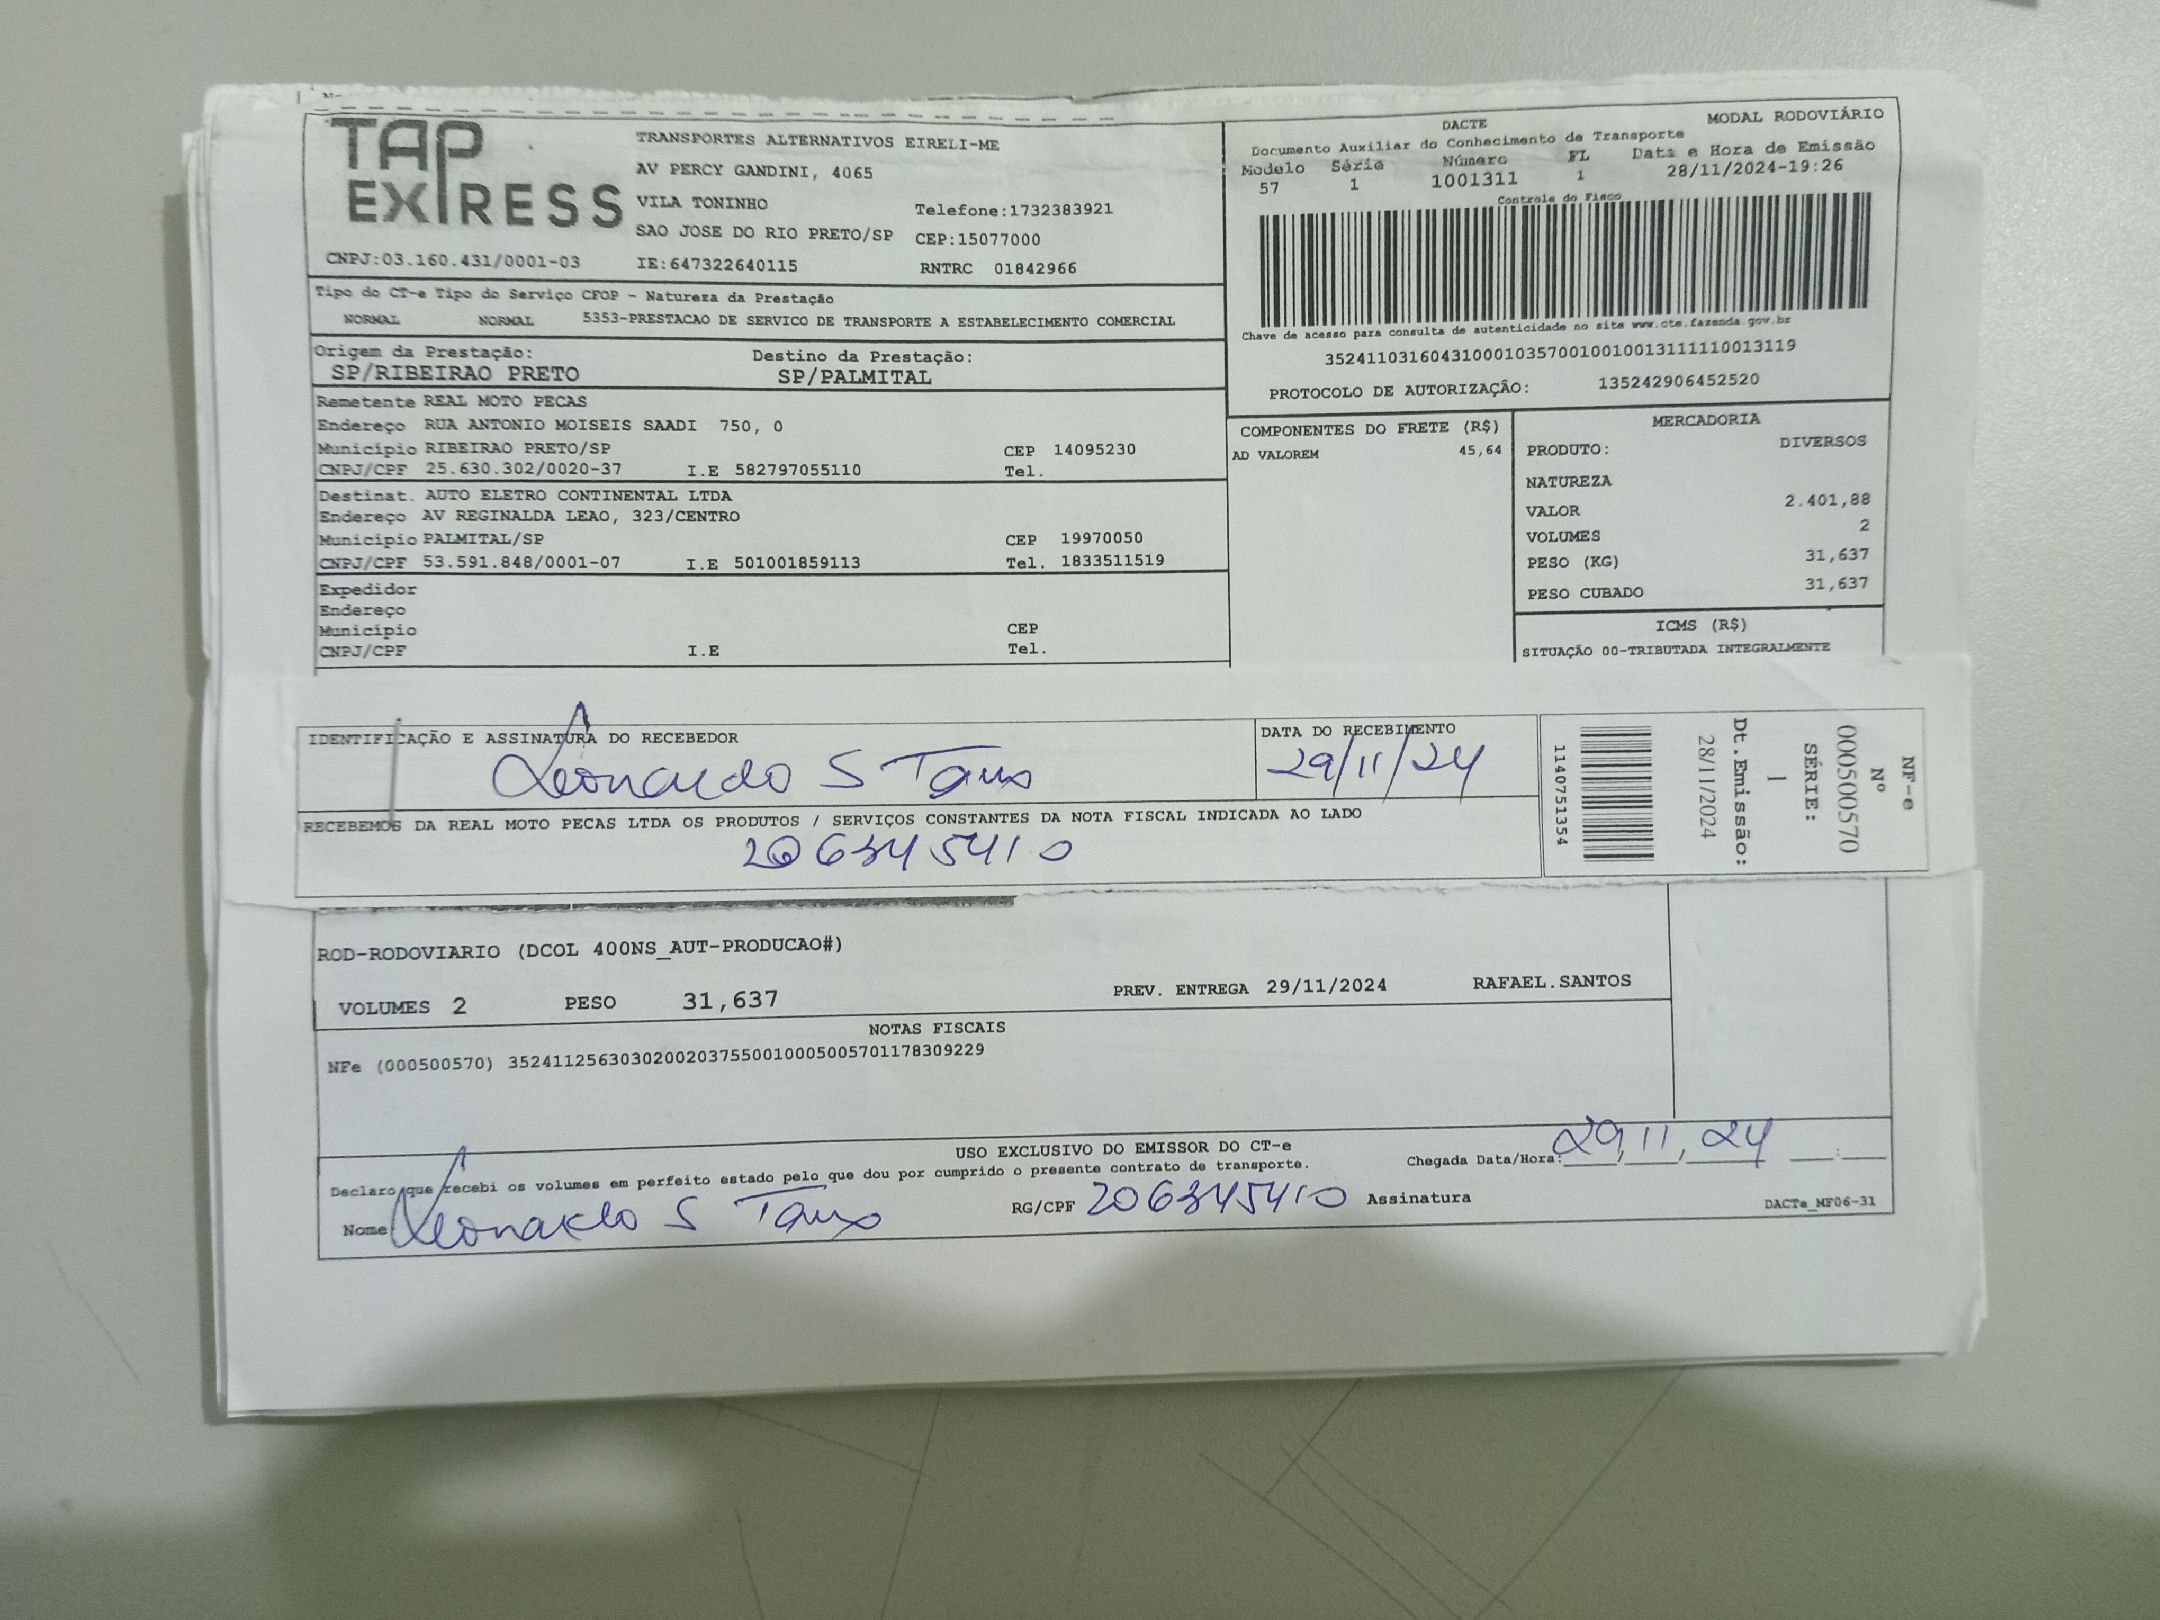 TAP EXPRESS
TRANSPORTES ALTERNATIVOS EIRELI-ME
AV PERCY GANDINI, 4065
VILA TONINHO Telefone:1732383921
SAO JOSE DO RIO PRETO/SP CEP:15077000
CNPJ:03.160.431/0001-03 IE:647322640115 RNTRC 01842966
DACTE MODAL RODOVIÁRIO
Documento Auxiliar do Conhecimento de Transporte
Modelo Série Número FL Data e Hora de Emissão
57 1 1001311 1 28/11/2024-19:26
Controle do Fisco
Chave de acesso para consulta de autenticidade no site www.cte.fazenda.gov.br
35241103160431000103570010010013111110013119
PROTOCOLO DE AUTORIZAÇÃO: 135242906452520
Tipo do CT-e Tipo do Serviço CFOP - Natureza da Prestação
NORMAL NORMAL 5353-PRESTACAO DE SERVICO DE TRANSPORTE A ESTABELECIMENTO COMERCIAL
Origem da Prestação: Destino da Prestação:
SP/RIBEIRAO PRETO SP/PALMITAL
Remetente REAL MOTO PECAS
Endereço RUA ANTONIO MOISEIS SAADI 750, 0
Município RIBEIRAO PRETO/SP CEP 14095230
CNPJ/CPF 25.630.302/0020-37 I.E 582797055110 Tel.
Destinat. AUTO ELETRO CONTINENTAL LTDA
Endereço AV REGINALDA LEAO, 323/CENTRO
Município PALMITAL/SP CEP 19970050
CNPJ/CPF 53.591.848/0001-07 I.E 501001859113 Tel. 1833511519
Expedidor
Endereço
Município CEP
CNPJ/CPF I.E Tel.
COMPONENTES DO FRETE (R$)
AD VALOREM 45,64
MERCADORIA
PRODUTO: DIVERSOS
NATUREZA
VALOR 2.401,88
VOLUMES 2
PESO (KG) 31,637
PESO CUBADO 31,637
ICMS (R$)
SITUAÇÃO 00-TRIBUTADA INTEGRALMENTE
IDENTIFICAÇÃO E ASSINATURA DO RECEBEDOR DATA DO RECEBIMENTO
Leonardo S 29/11/24
RECEBEMOS DA REAL MOTO PECAS LTDA OS PRODUTOS / SERVIÇOS CONSTANTES DA NOTA FISCAL INDICADA AO LADO
206345410
1140751354
NF-e
Nº
000500570
SÉRIE:
1
Dt.Emissão:
28/11/2024
ROD-RODOVIARIO (DCOL 400NS_AUT-PRODUCAO#)
VOLUMES 2 PESO 31,637 PREV. ENTREGA 29/11/2024 RAFAEL.SANTOS
NOTAS FISCAIS
NFe (000500570) 35241125630302002037550010005005701178309229
USO EXCLUSIVO DO EMISSOR DO CT-e
Declaro que recebi os volumes em perfeito estado pelo que dou por cumprido o presente contrato de transporte. Chegada Data/Hora: 29/11/24
Nome Leonardo S RG/CPF 206345410 Assinatura
DACTe_MF06-31